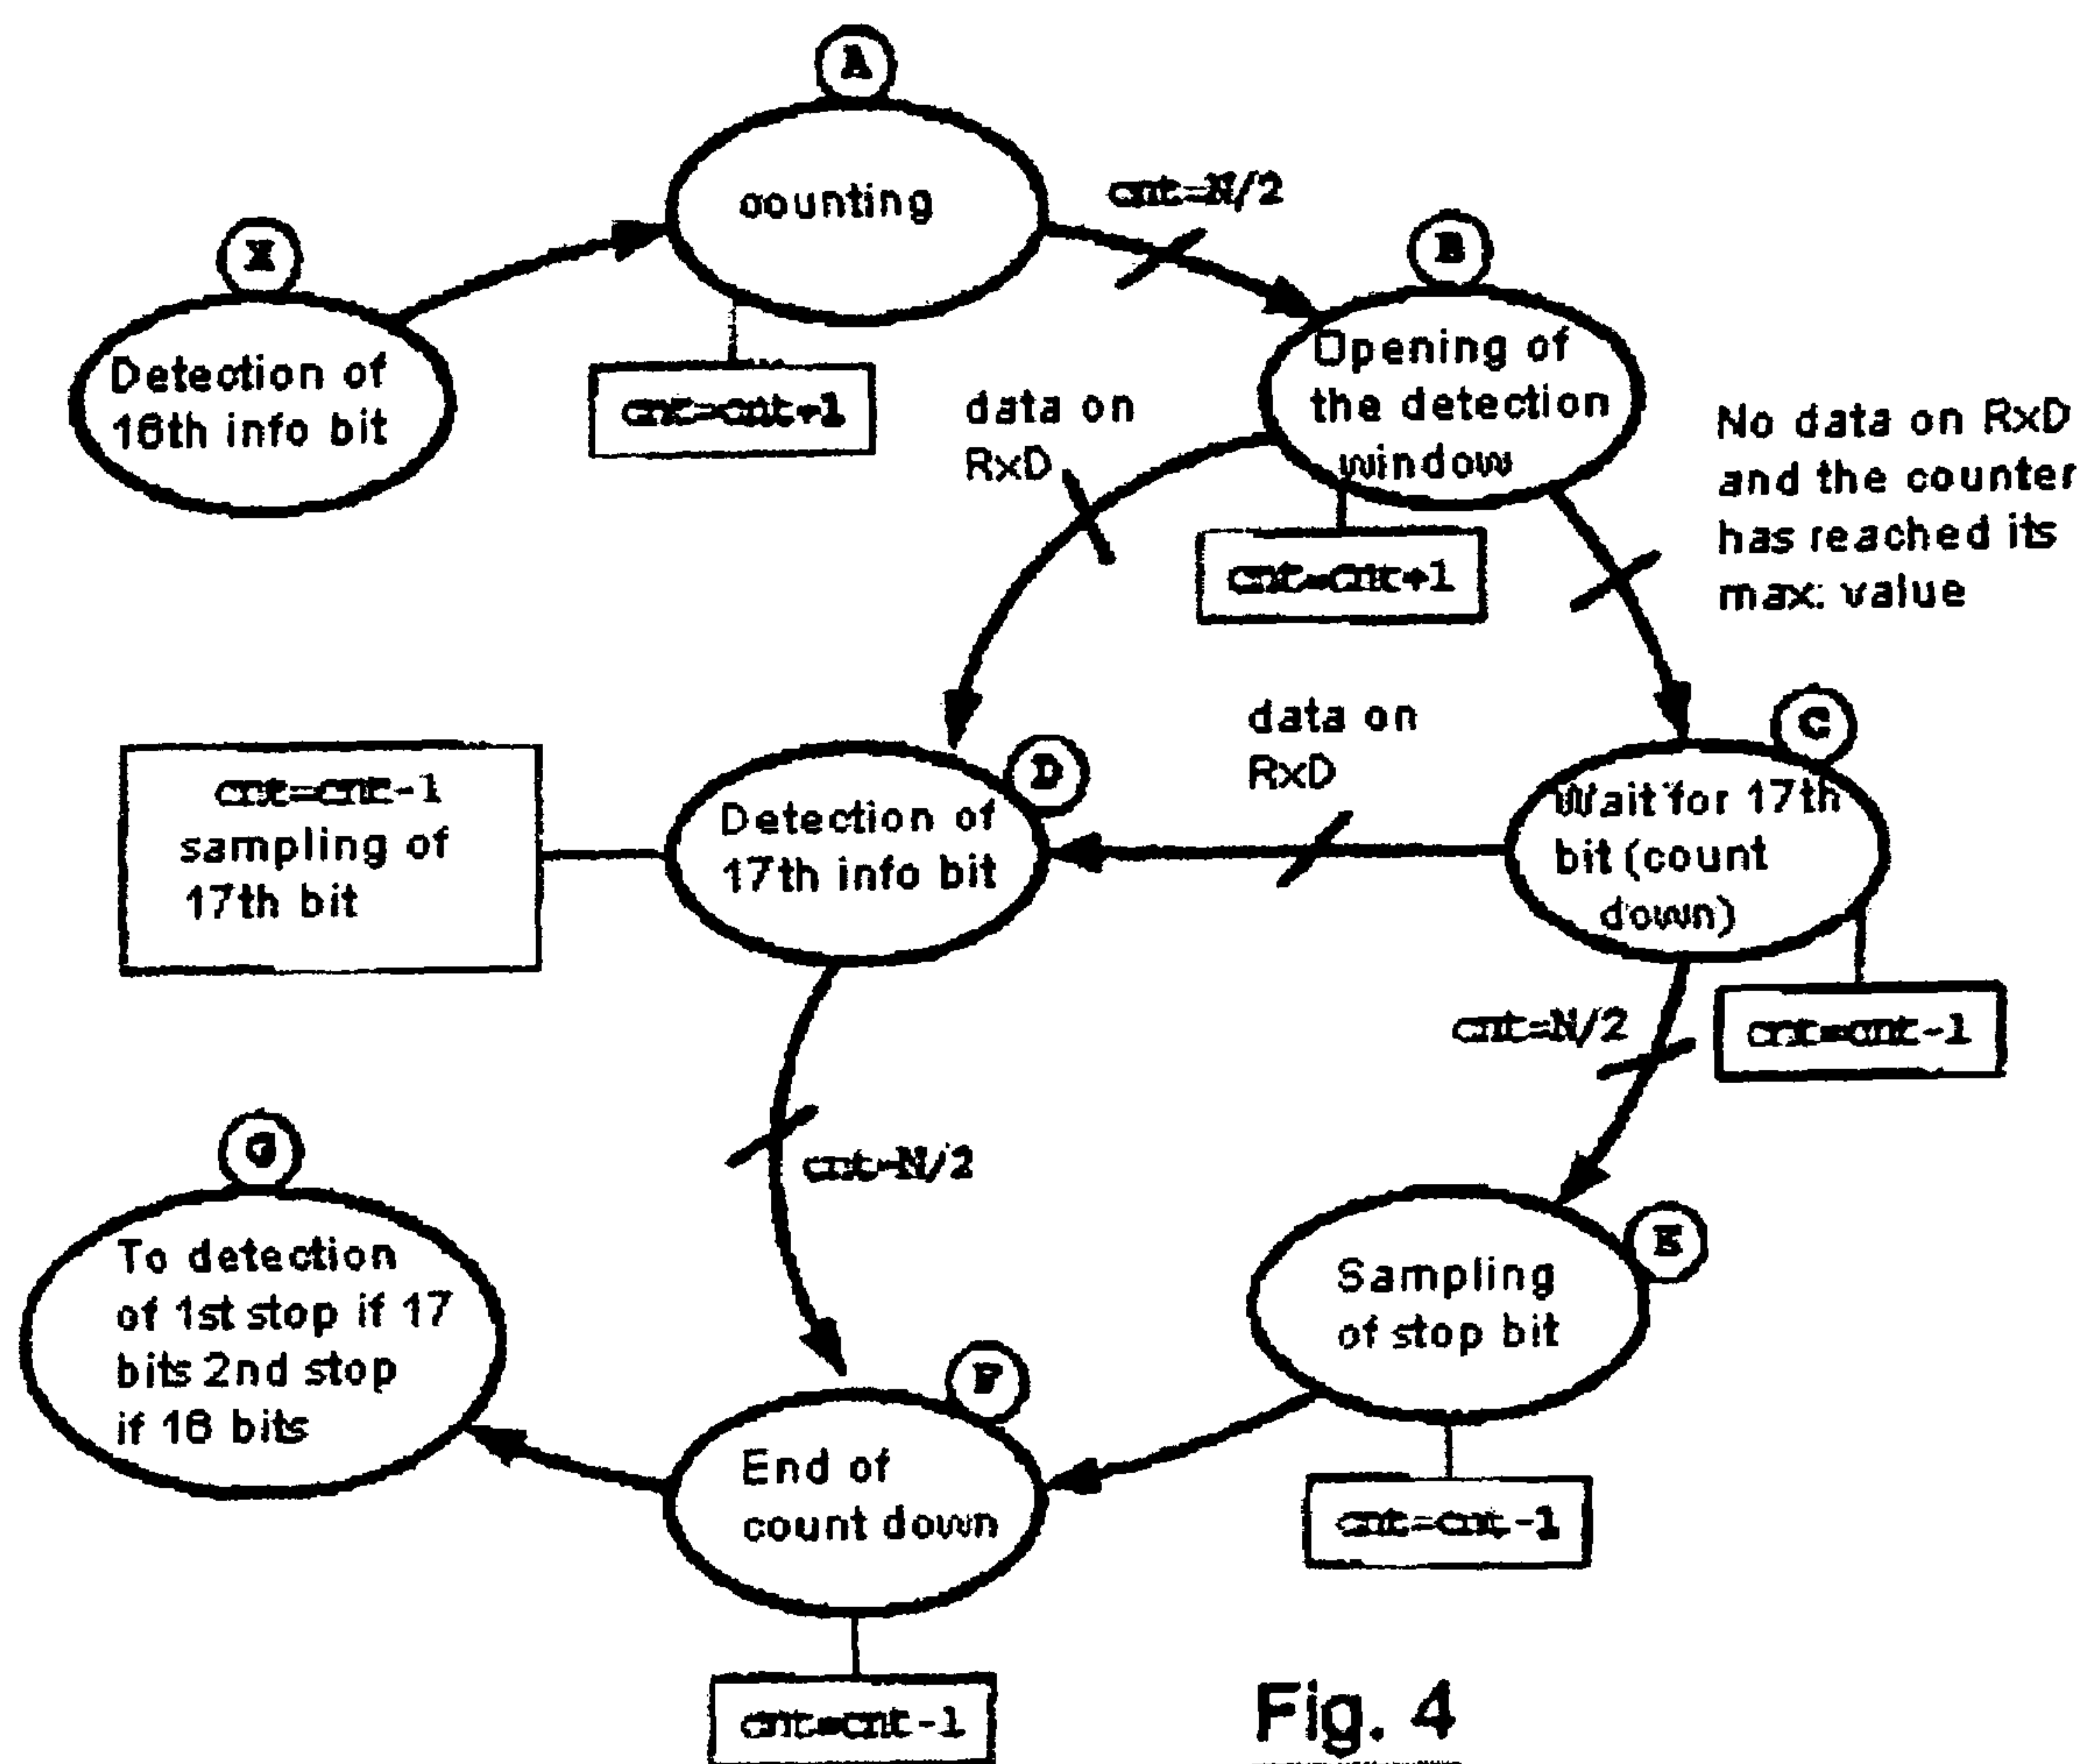 A
counting
cnt=N/2
X
B
Detection of
16th info bit
cnt=cnt+1
data on
RxD
Opening of
the detection
window
cnt=cnt+1
No data on RxD
and the counter
has reached its
max. value
data on
RxD
C
Wait for 17th
bit (count
down)
cnt=cnt-1
D
Detection of
17th info bit
cnt=cnt-1
sampling of
17th bit
cnt=N/2
cnt=N/2
G
To detection
of 1st stop if 17
bits 2nd stop
if 16 bits
E
Sampling
of stop bit
cnt=cnt-1
F
End of
count down
cnt=cnt-1
Fig. 4